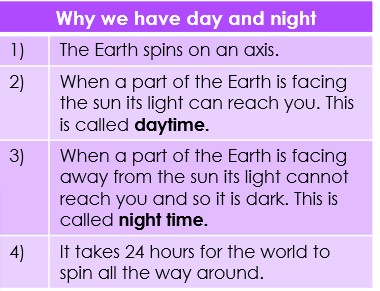 Why we have day and night
1) The Earth spins on an axis.
2) When a part of the Earth is facing
the sun its light can reach you. This
is called daytime.
3) When a part of the Earth is facing
away from the sun its light cannot
reach you and so it is dark. This is
called night time.
4) It takes 24 hours for the world to
spin all the way around.